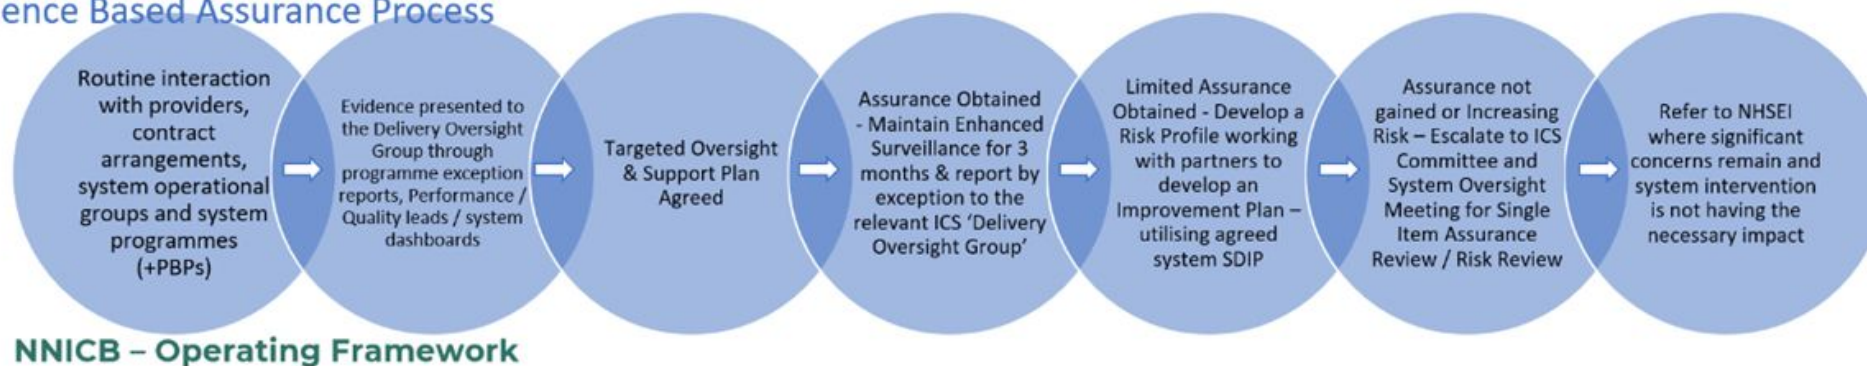 ence Based Assurance Process
Routine interaction
with providers,
contract
arrangements,
system operational
groups and system
programmes
(+PBPs)
Evidence presented to
the Delivery Oversight
Group through
programme exception
reports, Performance /
Quality leads / system
dashboards
Targeted Oversight
& Support Plan
Agreed
Assurance Obtained
- Maintain Enhanced
Surveillance for 3
months & report by
exception to the
relevant ICS ‘Delivery
Oversight Group’
Limited Assurance
Obtained - Develop a
Risk Profile working
with partners to
develop an
Improvement Plan –
utilising agreed
system SDIP
Assurance not
gained or Increasing
Risk – Escalate to ICS
Committee and
System Oversight
Meeting for Single
Item Assurance
Review / Risk Review
Refer to NHSEI
where significant
concerns remain and
system intervention
is not having the
necessary impact
NNICB – Operating Framework